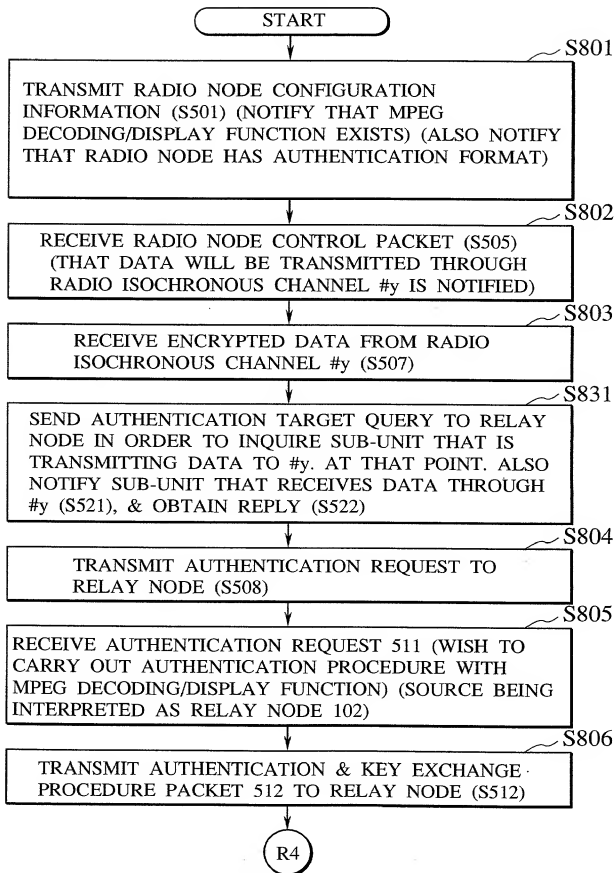 START
S801
TRANSMIT RADIO NODE CONFIGURATION
INFORMATION (S501) (NOTIFY THAT MPEG
DECODING/DISPLAY FUNCTION EXISTS) (ALSO NOTIFY
THAT RADIO NODE HAS AUTHENTICATION FORMAT)
S802
RECEIVE RADIO NODE CONTROL PACKET (S505)
(THAT DATA WILL BE TRANSMITTED THROUGH
RADIO ISOCHRONOUS CHANNEL #y IS NOTIFIED)
S803
RECEIVE ENCRYPTED DATA FROM RADIO
ISOCHRONOUS CHANNEL #y (S507)
S831
SEND AUTHENTICATION TARGET QUERY TO RELAY
NODE IN ORDER TO INQUIRE SUB-UNIT THAT IS
TRANSMITTING DATA TO #y. AT THAT POINT. ALSO
NOTIFY SUB-UNIT THAT RECEIVES DATA THROUGH
#y (S521), & OBTAIN REPLY (S522)
S804
TRANSMIT AUTHENTICATION REQUEST TO
RELAY NODE (S508)
S805
RECEIVE AUTHENTICATION REQUEST 511 (WISH TO
CARRY OUT AUTHENTICATION PROCEDURE WITH
MPEG DECODING/DISPLAY FUNCTION) (SOURCE BEING
INTERPRETED AS RELAY NODE 102)
S806
TRANSMIT AUTHENTICATION & KEY EXCHANGE
PROCEDURE PACKET 512 TO RELAY NODE (S512)
R4